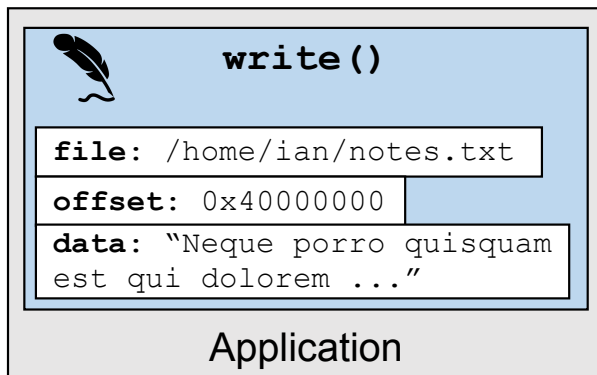 write()
file: /home/ian/notes.txt
offset: 0x40000000
data: “Neque porro quisquam
est qui dolorem ...”
Application